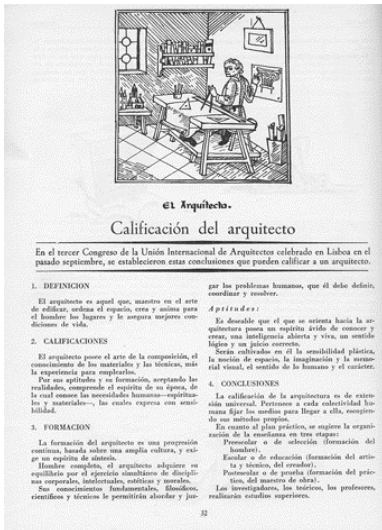 El Arquitecto.
Calificación del arquitecto
En el tercer Congreso de la Unión Internacional de Arquitectos celebrado en Lisboa en el
pasado septiembre, se establecieron estas conclusiones que pueden calificar a un arquitecto.
1. DEFINICION
El arquitecto es aquel que, maestro en el arte
de edificar, ordena el espacio, crea y anima para
el hombre los lugares y le asegura mejores con-
diciones de vida.
2. CALIFICACIONES
El arquitecto posee el arte de la composición, el
conocimiento de los materiales y las técnicas, más
la experiencia para emplearlos.
Por sus aptitudes y su formación, aceptando las
realidades, comprende el espíritu de su época, de
la cual conoce las necesidades humanas—espiritua-
les y materiales—, las cuales expresa con sensi-
bilidad.
3. FORMACION
La formación del arquitecto es una progresión
continua, basada sobre una amplia cultura, y exi-
ge un espíritu de síntesis.
Hombre completo, el arquitecto adquiere su
equilibrio por el ejercicio simultáneo de discipli-
nas corporales, intelectuales, estéticas y morales.
Sus conocimientos fundamentales, filosóficos,
científicos y técnicos le permitirán abordar y juz-
gar los problemas humanos, que él debe definir,
coordinar y resolver.
Aptitudes:
Es deseable que el que se orienta hacia la ar-
quitectura posea un espíritu ávido de conocer y
crear, una inteligencia abierta y viva, un sentido
lógico y un juicio correcto.
Serán cultivados en él la sensibilidad plástica,
la noción de espacio, la imaginación y la memo-
rial visual, el sentido de lo humano y el carácter.
4. CONCLUSIONES
La calificación de la arquitectura es de exten-
sión universal. Pertenece a cada colectividad hu-
mana fijar los medios para llegar a ella, escogien-
do sus métodos propios.
En cuanto al plan práctico, se sugiere la organi-
zación de la enseñanza en tres etapas:
Preescolar o de selección (formación del
hombre).
Escolar o de educación (formación del artis-
ta y técnico, del creador).
Postescolar o de prueba (formación del prác-
tico, del maestro de obra).
Los investigadores, los teóricos, los profesores,
realizarán estudios superiores.
32